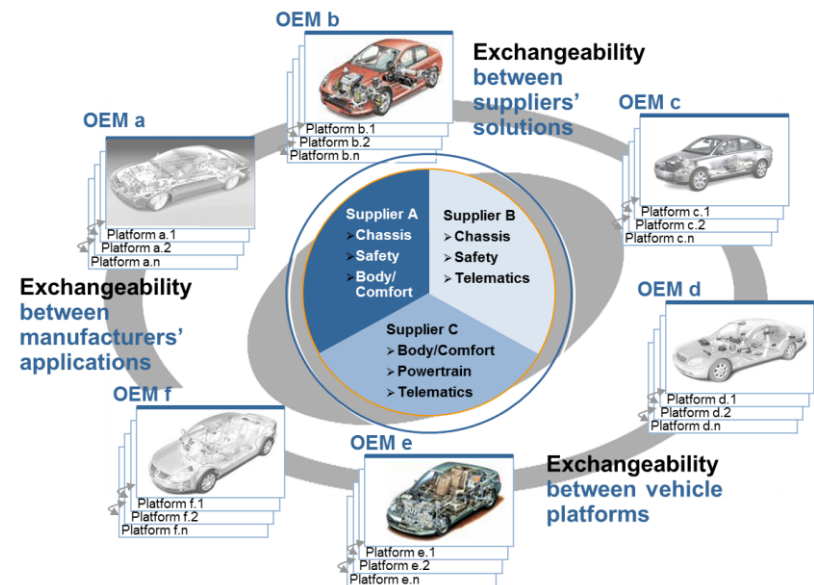 OEM b
Platform b.1
Platform b.2
Platform b.n
Exchangeability
between
suppliers’
solutions
OEM c
Platform c.1
Platform c.2
Platform c.n
OEM a
Platform a.1
Platform a.2
Platform a.n
Supplier A
➢Chassis
➢Safety
➢Body/
Comfort
Supplier B
➢Chassis
➢Safety
➢Telematics
Supplier C
➢Body/Comfort
➢Powertrain
➢Telematics
Exchangeability
between
manufacturers’
applications
OEM d
Platform d.1
Platform d.2
Platform d.n
OEM f
Platform f.1
Platform f.2
Platform f.n
OEM e
Platform e.1
Platform e.2
Platform e.n
Exchangeability
between vehicle
platforms